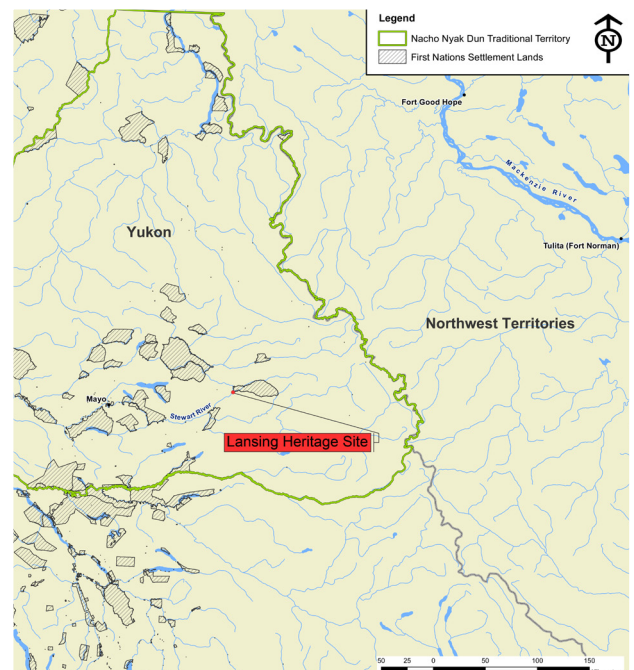 Legend
Nacho Nyak Dun Traditional Territory
First Nations Settlement Lands
N
Fort Good Hope
Mackenzie River
Tulita (Fort Norman)
Yukon
Northwest Territories
Mayo
Stewart River
Lansing Heritage Site
50 25 0 50 100 150